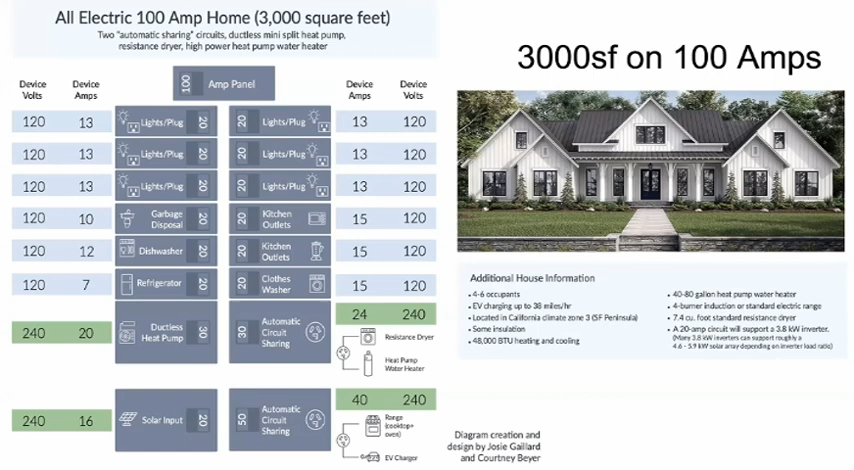 All Electric 100 Amp Home (3,000 square feet)
Two "automatic sharing" circuits, ductless mini split heat pump,
resistance dryer, high power heat pump water heater
3000sf on 100 Amps
Device Volts
Device Amps
100 Amp Panel
Device Amps
Device Volts
120 13 Lights/Plug 20 20 Lights/Plug 13 120
120 13 Lights/Plug 20 20 Lights/Plug 13 120
120 13 Lights/Plug 20 20 Lights/Plug 13 120
120 10 Garbage Disposal 20 20 Kitchen Outlets 15 120
120 12 Dishwasher 20 20 Kitchen Outlets 15 120
120 7 Refrigerator 20 20 Clothes Washer 15 120
240 20 Ductless Heat Pump 30 30 Automatic Circuit Sharing 24 240
Resistance Dryer
Heat Pump
Water Heater
240 16 Solar Input 20 50 Automatic Circuit Sharing 40 240
Range
(cooktop+
oven)
EV Charger
Additional House Information
• 4-6 occupants
• EV charging up to 38 miles/hr
• Located in California climate zone 3 (SF Peninsula)
• Some insulation
• 48,000 BTU heating and cooling
• 40-80 gallon heat pump water heater
• 4-burner induction or standard electric range
• 7.4 cu. foot standard resistance dryer
• A 20-amp circuit will support a 3.8 kW inverter.
(Many 3.8 kW inverters can support roughly a
4.6 - 5.9 kW solar array depending on inverter load ratio)
Diagram creation and
design by Josie Gaillard
and Courtney Beyer